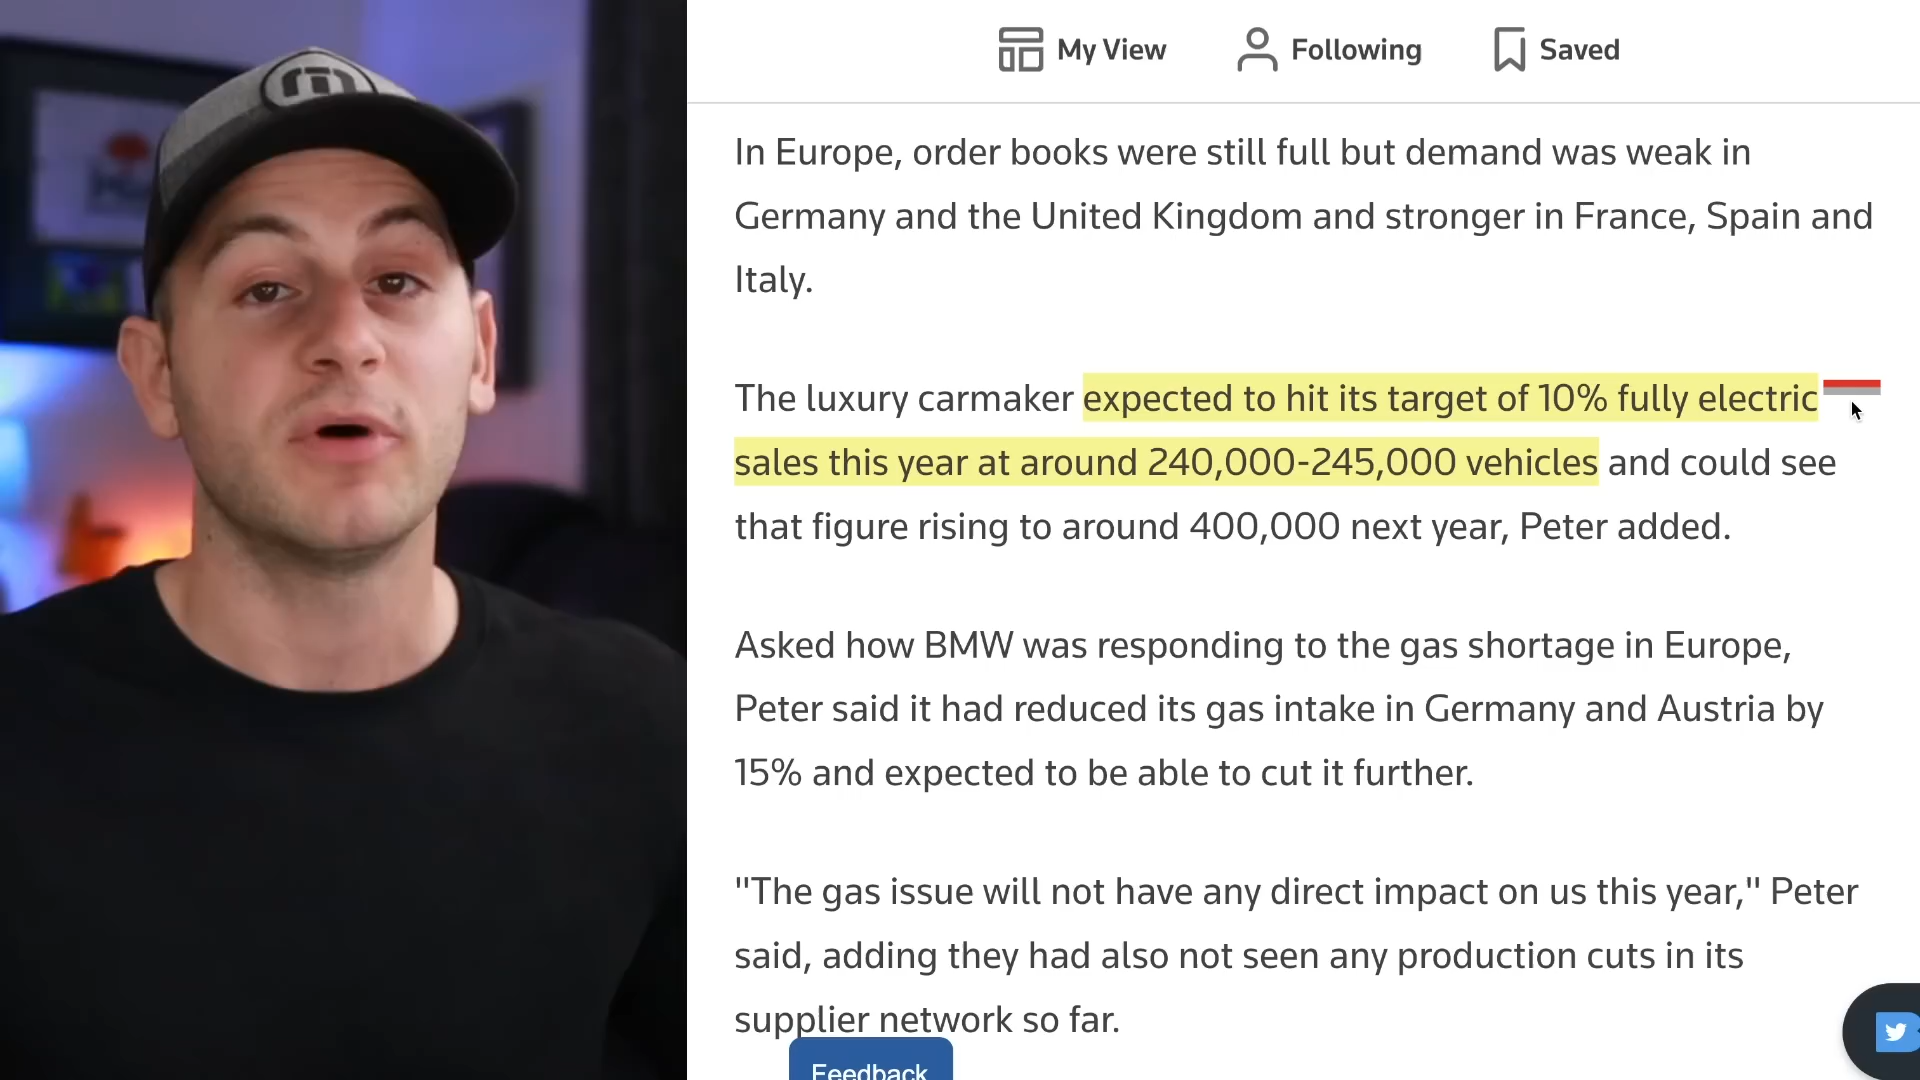 My View
Following
Saved
In Europe, order books were still full but demand was weak in
Germany and the United Kingdom and stronger in France, Spain and
Italy.
The luxury carmaker expected to hit its target of 10% fully electric
sales this year at around 240,000-245,000 vehicles and could see
that figure rising to around 400,000 next year, Peter added.
Asked how BMW was responding to the gas shortage in Europe,
Peter said it had reduced its gas intake in Germany and Austria by
15% and expected to be able to cut it further.
"The gas issue will not have any direct impact on us this year," Peter
said, adding they had also not seen any production cuts in its
supplier network so far.
Feedback